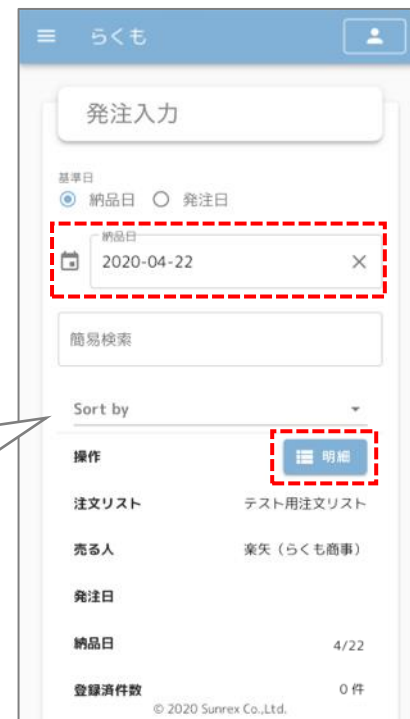 らくも
発注入力
基準日
納品日 発注日
納品日
2020-04-22
簡易検索
Sort by
操作 明細
注文リスト テスト用注文リスト
売る人 楽矢（らくも商事）
発注日
納品日 4/22
登録済件数 0 件
© 2020 Sunrex Co.,Ltd.